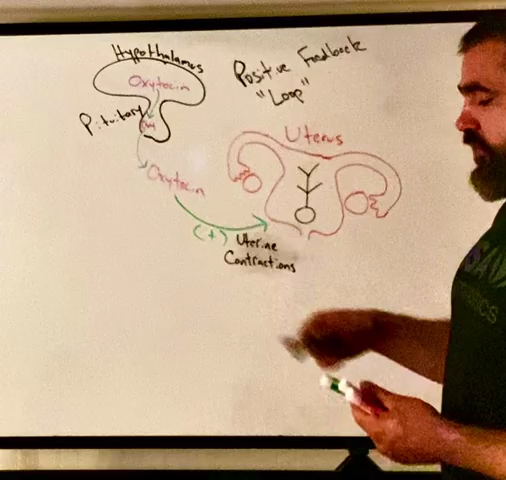 Hypothalamus
Oxytocin
Pituitary
Oxytocin
Positive Feedback
"Loop"
Uterus
(+) Uterine
Contractions